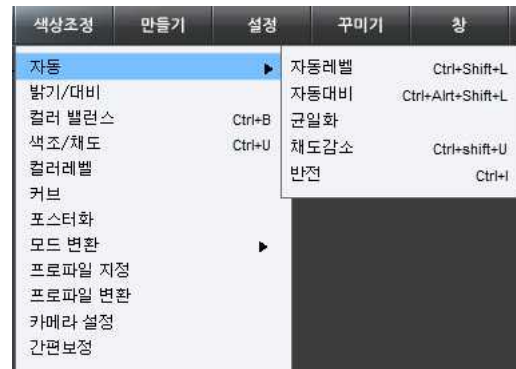 색상조정 만들기 설정 꾸미기 창
자동
밝기/대비
컬러 밸런스 Ctrl+B
색조/채도 Ctrl+U
컬러레벨
커브
포스터화
모드 변환
프로파일 지정
프로파일 변환
카메라 설정
간편보정
자동레벨 Ctrl+Shift+L
자동대비 Ctrl+Alrt+Shift+L
균일화
채도감소 Ctrl+shift+U
반전 Ctrl+I